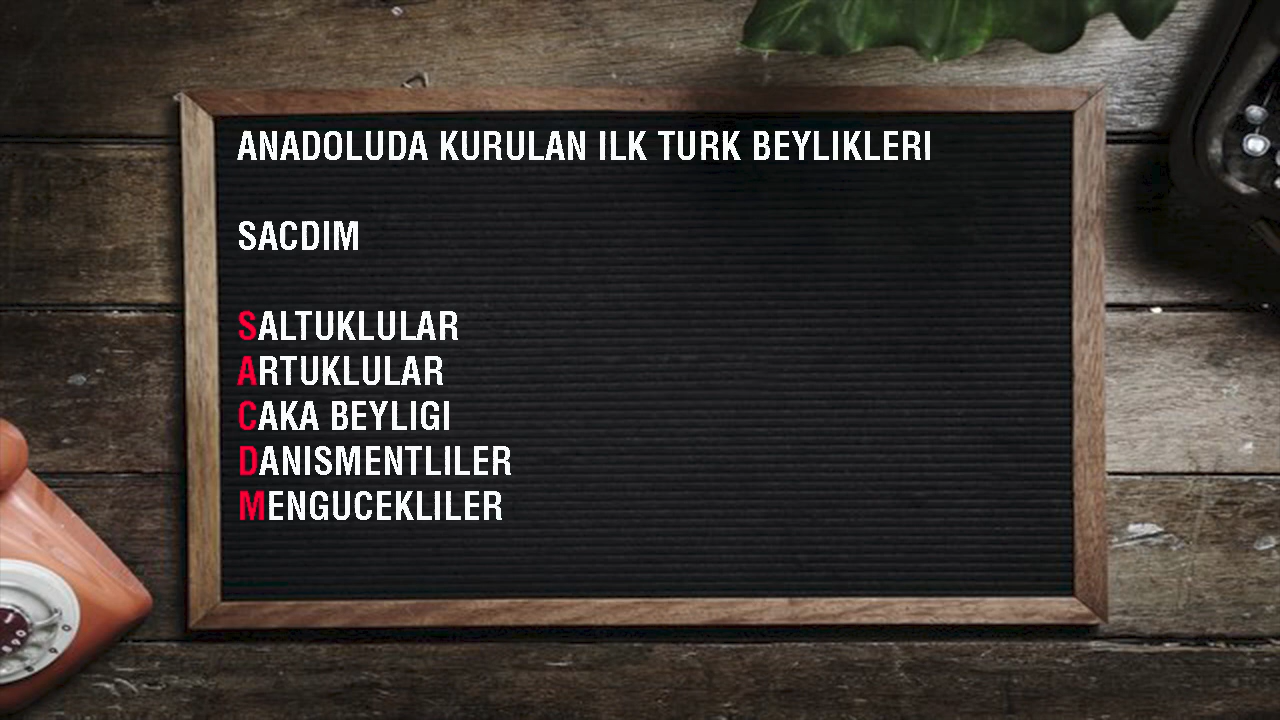 ANADOLUDA KURULAN ILK TURK BEYLIKLERI
SACDIM
SALTUKLULAR
ARTUKLULAR
CAKA BEYLIGI
DANISMENTLILER
MENGUCEKLILER